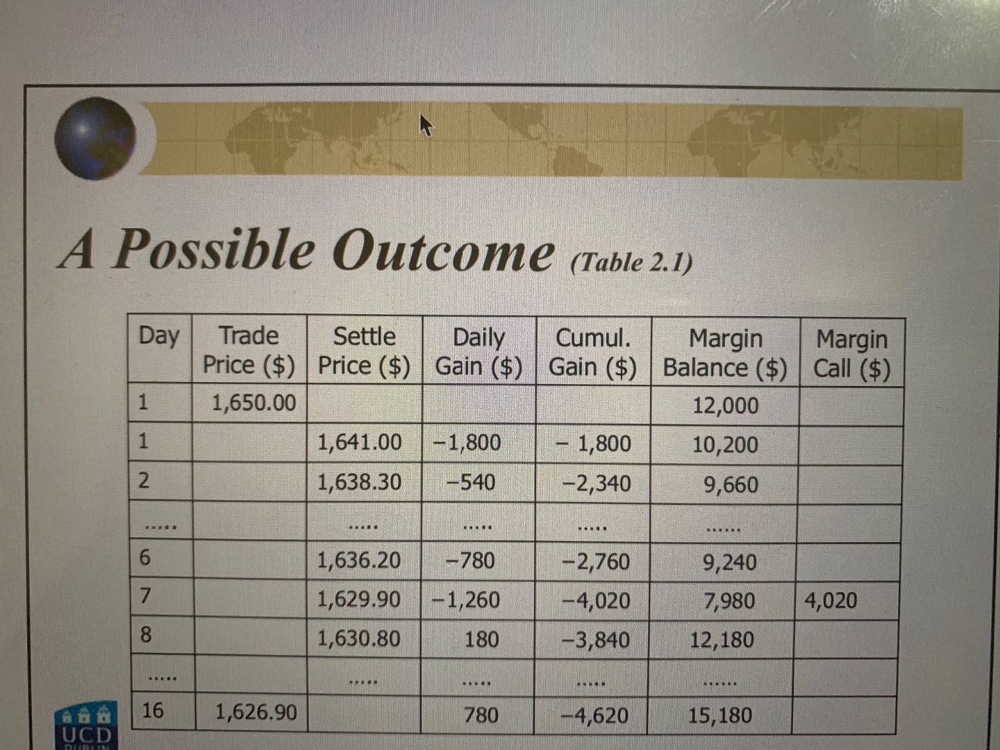 A Possible Outcome (Table 2.1)
Day Trade Price ($) Settle Price ($) Daily Gain ($) Cumul. Gain ($) Margin Balance ($) Margin Call ($)
1 1,650.00 12,000
1 1,641.00 −1,800 − 1,800 10,200
2 1,638.30 −540 −2,340 9,660
..... ..... ..... ..... ......
6 1,636.20 −780 −2,760 9,240
7 1,629.90 −1,260 −4,020 7,980 4,020
8 1,630.80 180 −3,840 12,180
..... ..... ..... ..... ......
16 1,626.90 780 −4,620 15,180
UCD
DUBLIN